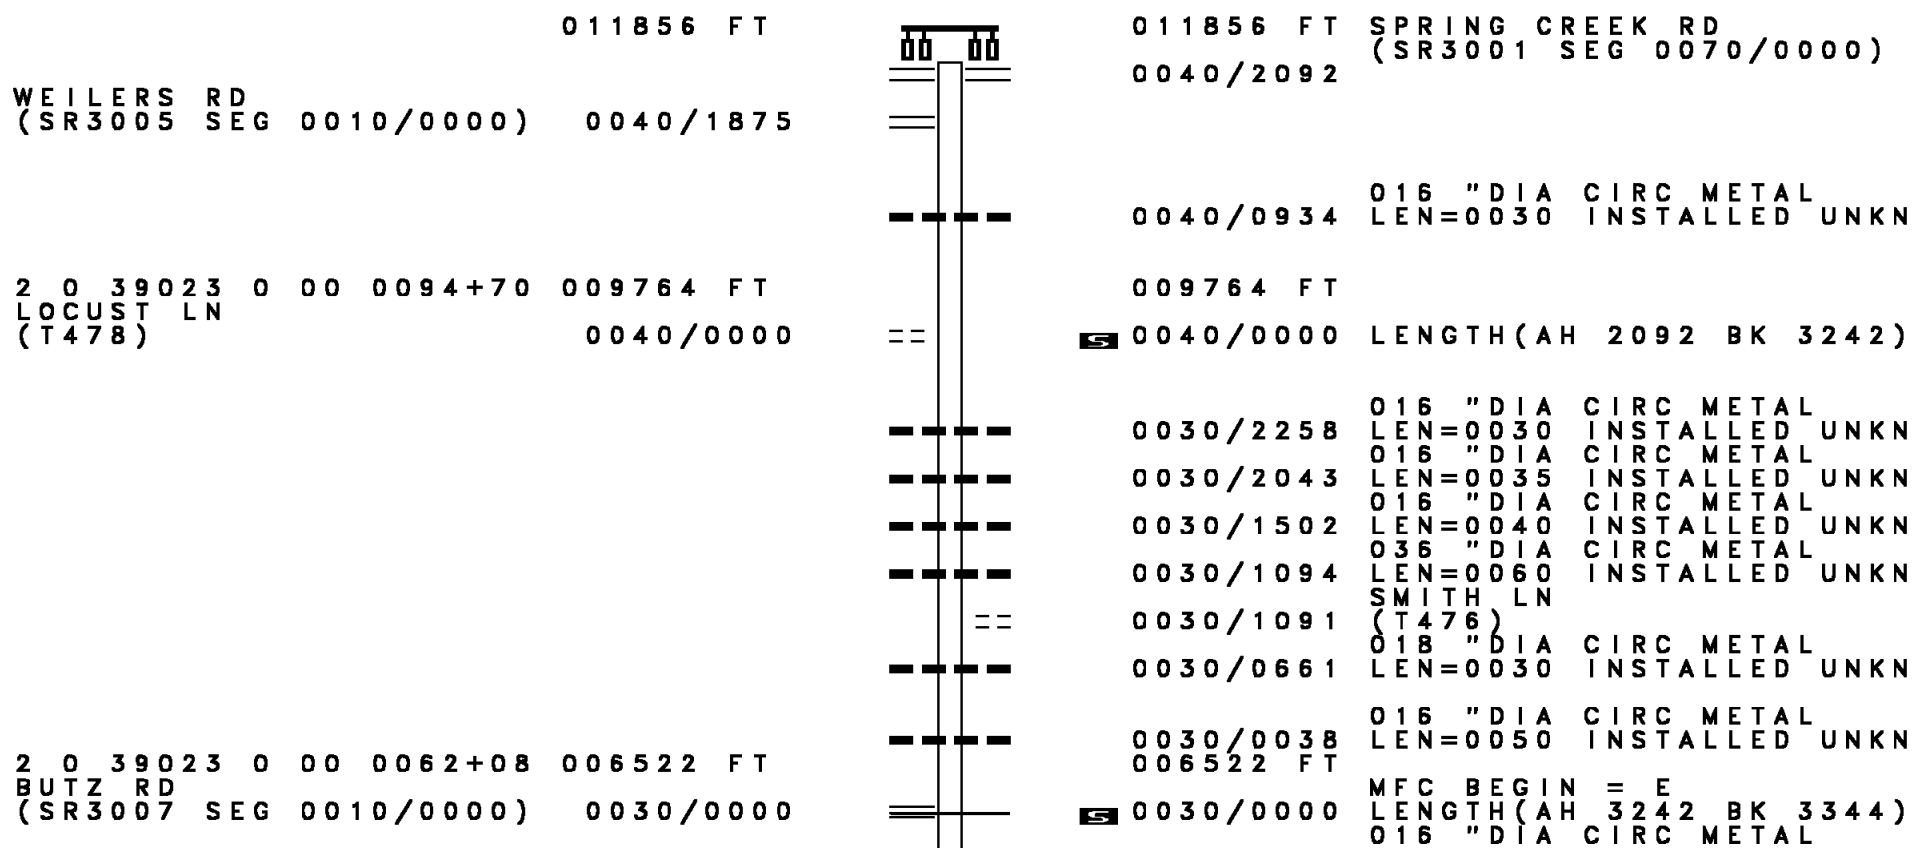 011856 FT 011856 FT SPRING CREEK RD
(SR3001 SEG 0070/0000)
0040/2092
WEILERS RD
(SR3005 SEG 0010/0000) 0040/1875
016 "DIA CIRC METAL
0040/0934 LEN=0030 INSTALLED UNKN
2 0 39023 0 00 0094+70 009764 FT 009764 FT
LOCUST LN
(T478) 0040/0000 S 0040/0000 LENGTH(AH 2092 BK 3242)
016 "DIA CIRC METAL
0030/2258 LEN=0030 INSTALLED UNKN
016 "DIA CIRC METAL
0030/2043 LEN=0035 INSTALLED UNKN
016 "DIA CIRC METAL
0030/1502 LEN=0040 INSTALLED UNKN
036 "DIA CIRC METAL
0030/1094 LEN=0060 INSTALLED UNKN
SMITH LN
0030/1091 (T476)
018 "DIA CIRC METAL
0030/0661 LEN=0030 INSTALLED UNKN
016 "DIA CIRC METAL
0030/0038 LEN=0050 INSTALLED UNKN
2 0 39023 0 00 0062+08 006522 FT 006522 FT
BUTZ RD MFC BEGIN = E
(SR3007 SEG 0010/0000) 0030/0000 S 0030/0000 LENGTH(AH 3242 BK 3344)
016 "DIA CIRC METAL